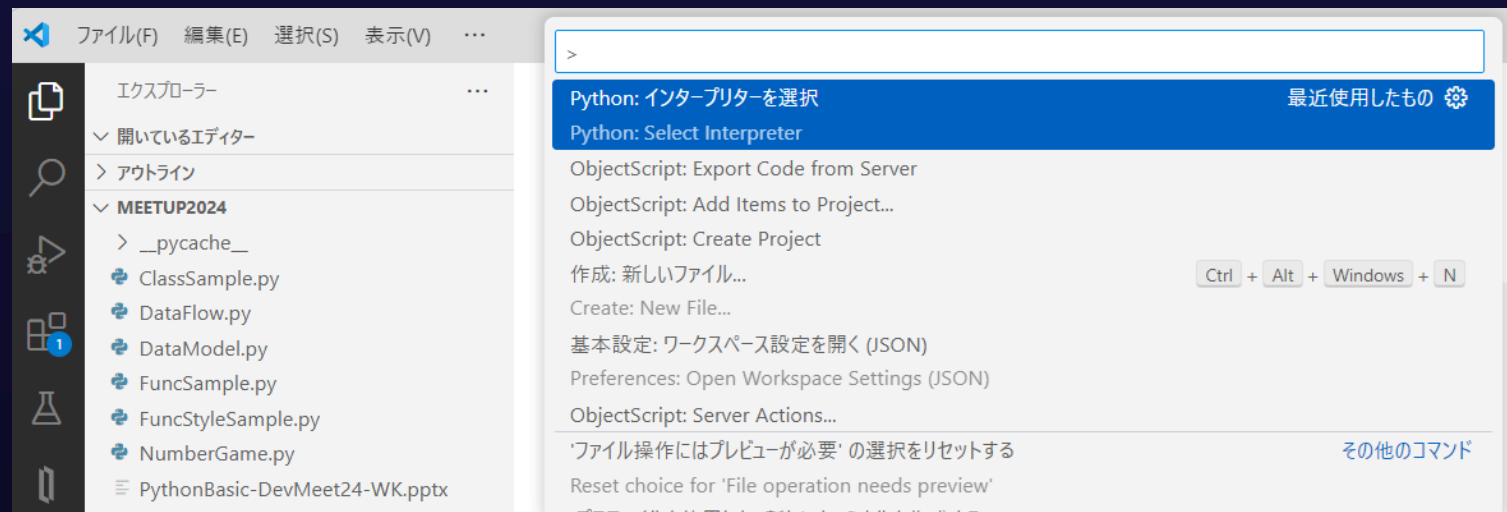 ファイル(F) 編集(E) 選択(S) 表示(V) …
エクスプローラー …
開いているエディター
アウトライン
MEETUP2024
__pycache__
ClassSample.py
DataFlow.py
DataModel.py
FuncSample.py
FuncStyleSample.py
NumberGame.py
PythonBasic-DevMeet24-WK.pptx
1
>
Python: インタープリターを選択 最近使用したもの
Python: Select Interpreter
ObjectScript: Export Code from Server
ObjectScript: Add Items to Project...
ObjectScript: Create Project
作成: 新しいファイル... Ctrl + Alt + Windows + N
Create: New File...
基本設定: ワークスペース設定を開く (JSON)
Preferences: Open Workspace Settings (JSON)
ObjectScript: Server Actions...
'ファイル操作にはプレビューが必要' の選択をリセットする その他のコマンド
Reset choice for 'File operation needs preview'